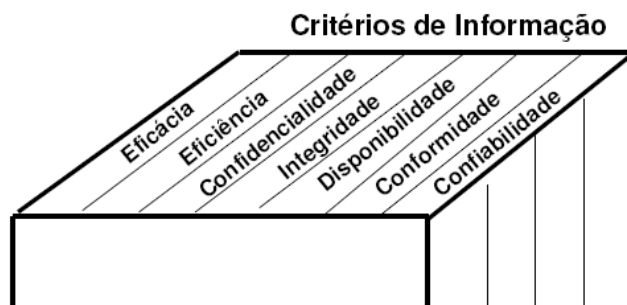 Critérios de Informação
Eficácia
Eficiência
Confidencialidade
Integridade
Disponibilidade
Conformidade
Confiabilidade